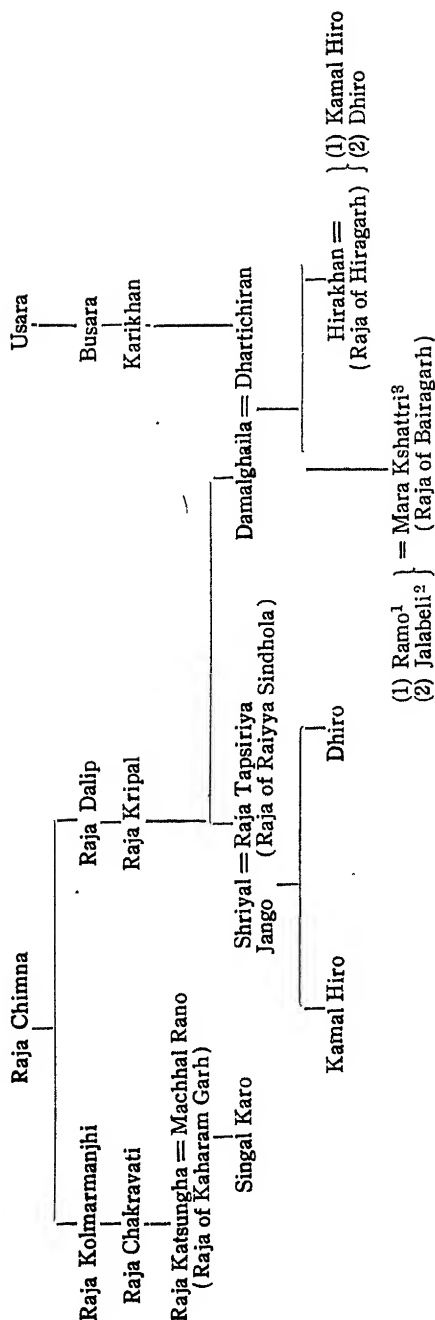 Raja Chimna
Usara
Raja Kolmarmanjhi
Raja Dalip
Busara
Raja Chakravati
Raja Kripal
Karikhan
Raja Katsungha = Machhal Rano
(Raja of Kaharam Garh)
Shriyal = Raja Tapsiriya
Jango (Raja of Raiyya Sindhola)
Damalghaila = Dhartichiran
Singal Karo
Kamal Hiro
Dhiro
Hirakhan = } (1) Kamal Hiro
(Raja of Hiragarh) } (2) Dhiro
(1) Ramo¹ } = Mara Kshattri³
(2) Jalabeli² } (Raja of Bairagarh)